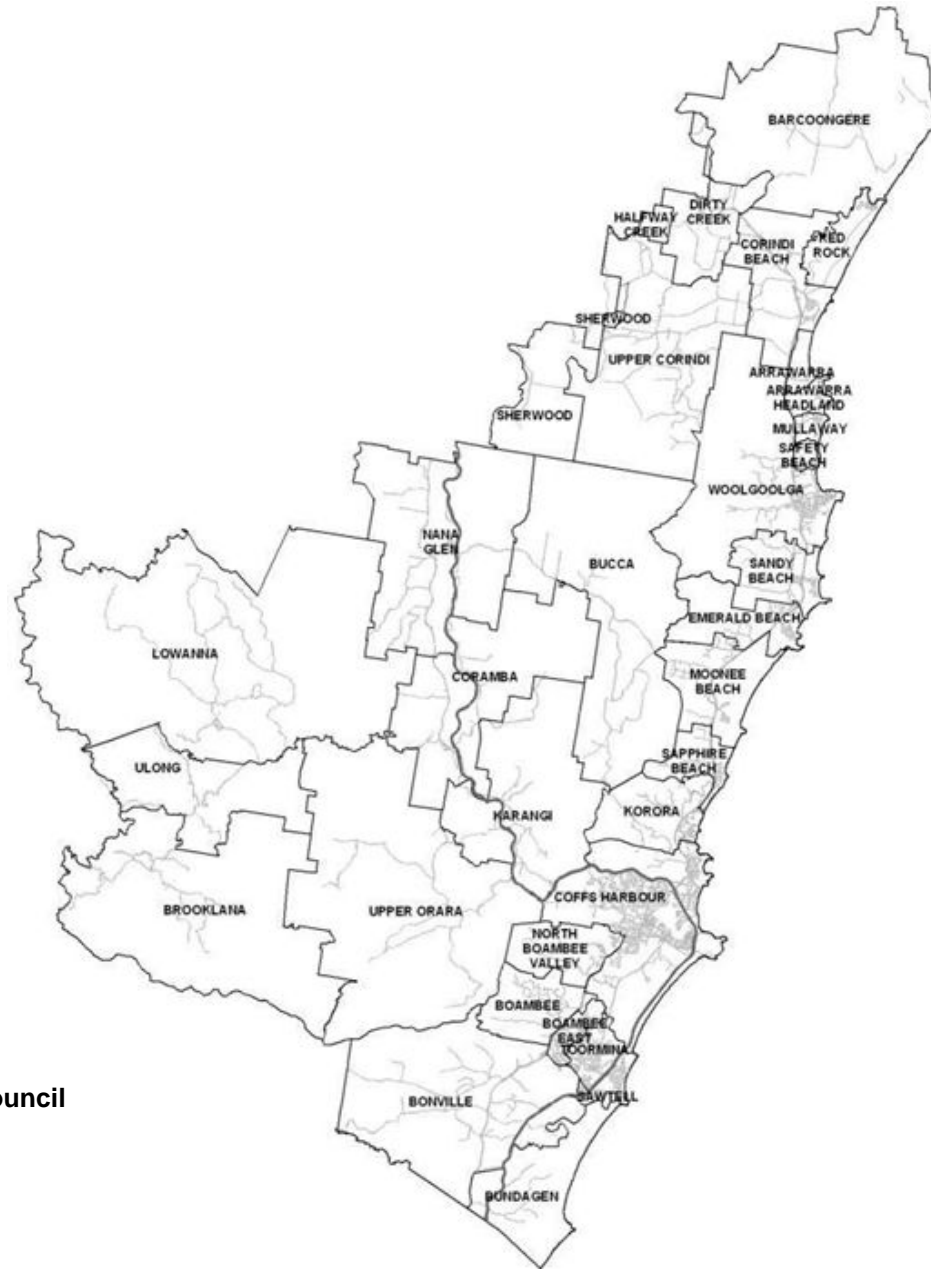 BARCOONGERE
DIRTY
CREEK
HALFWAY
CREEK
CORINDI
BEACH
RED
ROCK
SHERWOOD
UPPER CORINDI
ARRAWARRA
ARRAWARRA
HEADLAND
SHERWOOD
MULLAWAY
SAFETY
BEACH
WOOLGOOLGA
NANA
GLEN
BUCCA
SANDY
BEACH
EMERALD BEACH
LOWANNA
CORAMBA
MOONEE
BEACH
ULONG
SAPPHIRE
BEACH
KARANGI
KORORA
BROOKLANA
UPPER ORARA
COFFS HARBOUR
NORTH
BOAMBEE
VALLEY
BOAMBEE
BOAMBEE
EAST
TOORMINA
ouncil
BONVILLE
SAWTELL
BUNDAGEN